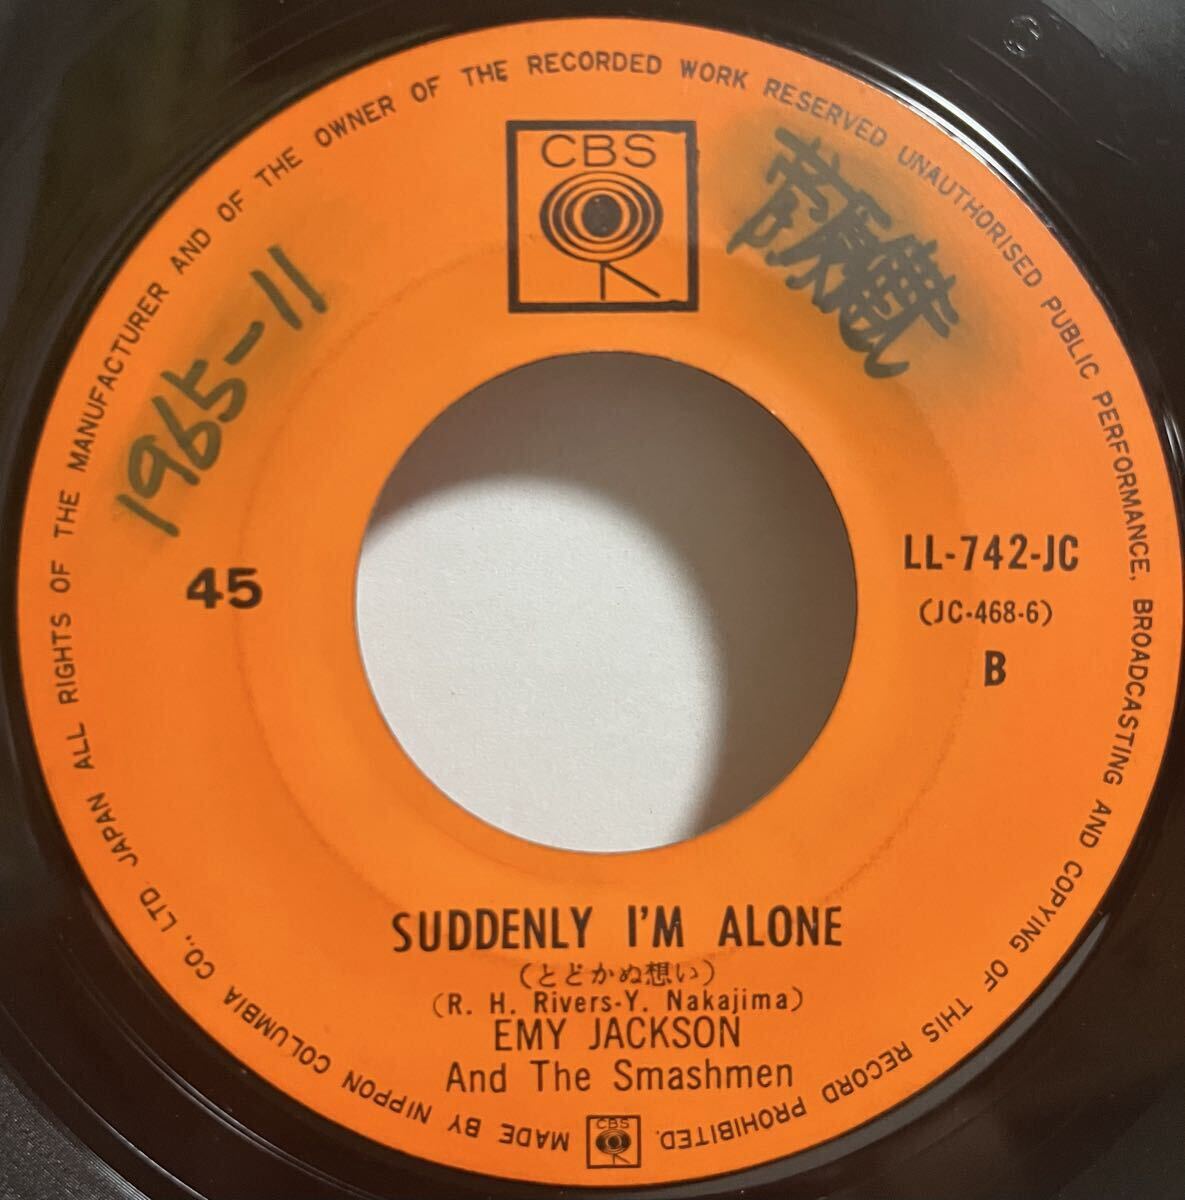 ALL RIGHTS OF THE MANUFACTURER AND OF THE OWNER OF THE RECORDED WORK RESERVED UNAUTHORISED PUBLIC PERFORMANCE, BROADCASTING AND COPYING OF THIS RECORD PROHIBITED.
CBS
1965-11
45
LL-742-JC
(JC-468-6)
B
SUDDENLY I'M ALONE
(とどかぬ想い)
(R. H. Rivers-Y. Nakajima)
EMY JACKSON
And The Smashmen
CBS
MADE BY NIPPON COLUMBIA CO., LTD. JAPAN